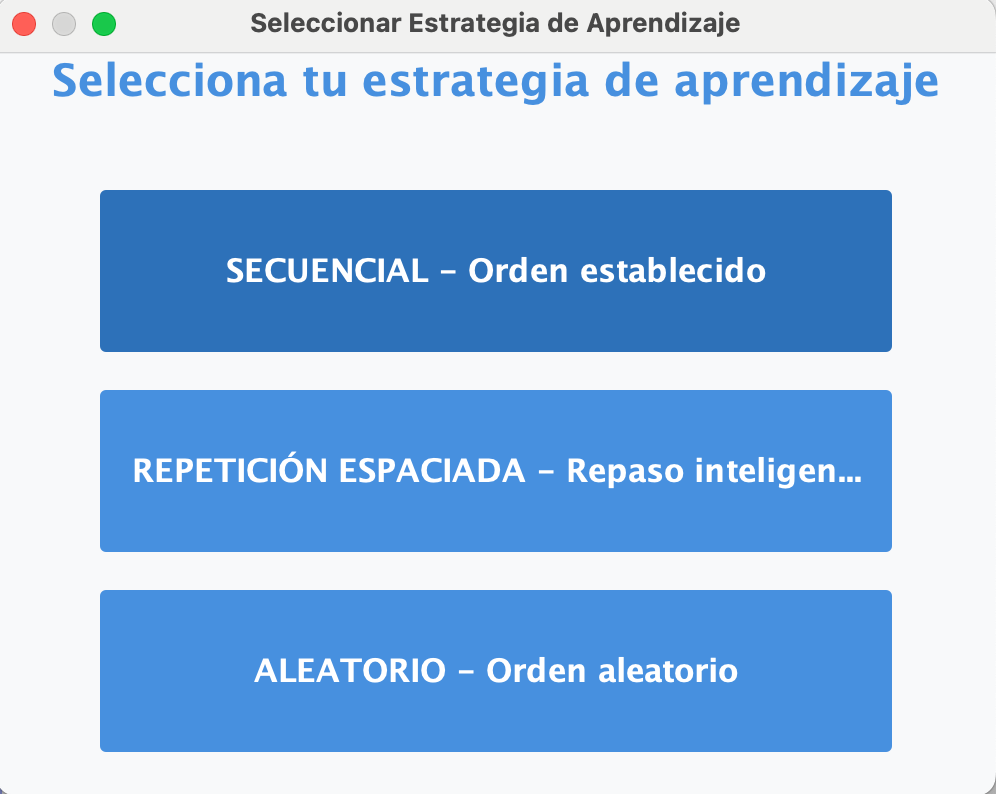 Seleccionar Estrategia de Aprendizaje
Selecciona tu estrategia de aprendizaje
SECUENCIAL – Orden establecido
REPETICIÓN ESPACIADA – Repaso inteligen...
ALEATORIO – Orden aleatorio